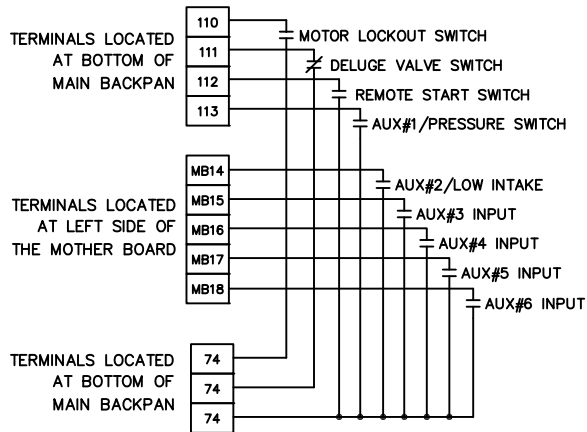 TERMINALS LOCATED
AT BOTTOM OF
MAIN BACKPAN
110
111
112
113
MOTOR LOCKOUT SWITCH
DELUGE VALVE SWITCH
REMOTE START SWITCH
AUX#1/PRESSURE SWITCH
TERMINALS LOCATED
AT LEFT SIDE OF
THE MOTHER BOARD
MB14
MB15
MB16
MB17
MB18
AUX#2/LOW INTAKE
AUX#3 INPUT
AUX#4 INPUT
AUX#5 INPUT
AUX#6 INPUT
TERMINALS LOCATED
AT BOTTOM OF
MAIN BACKPAN
74
74
74